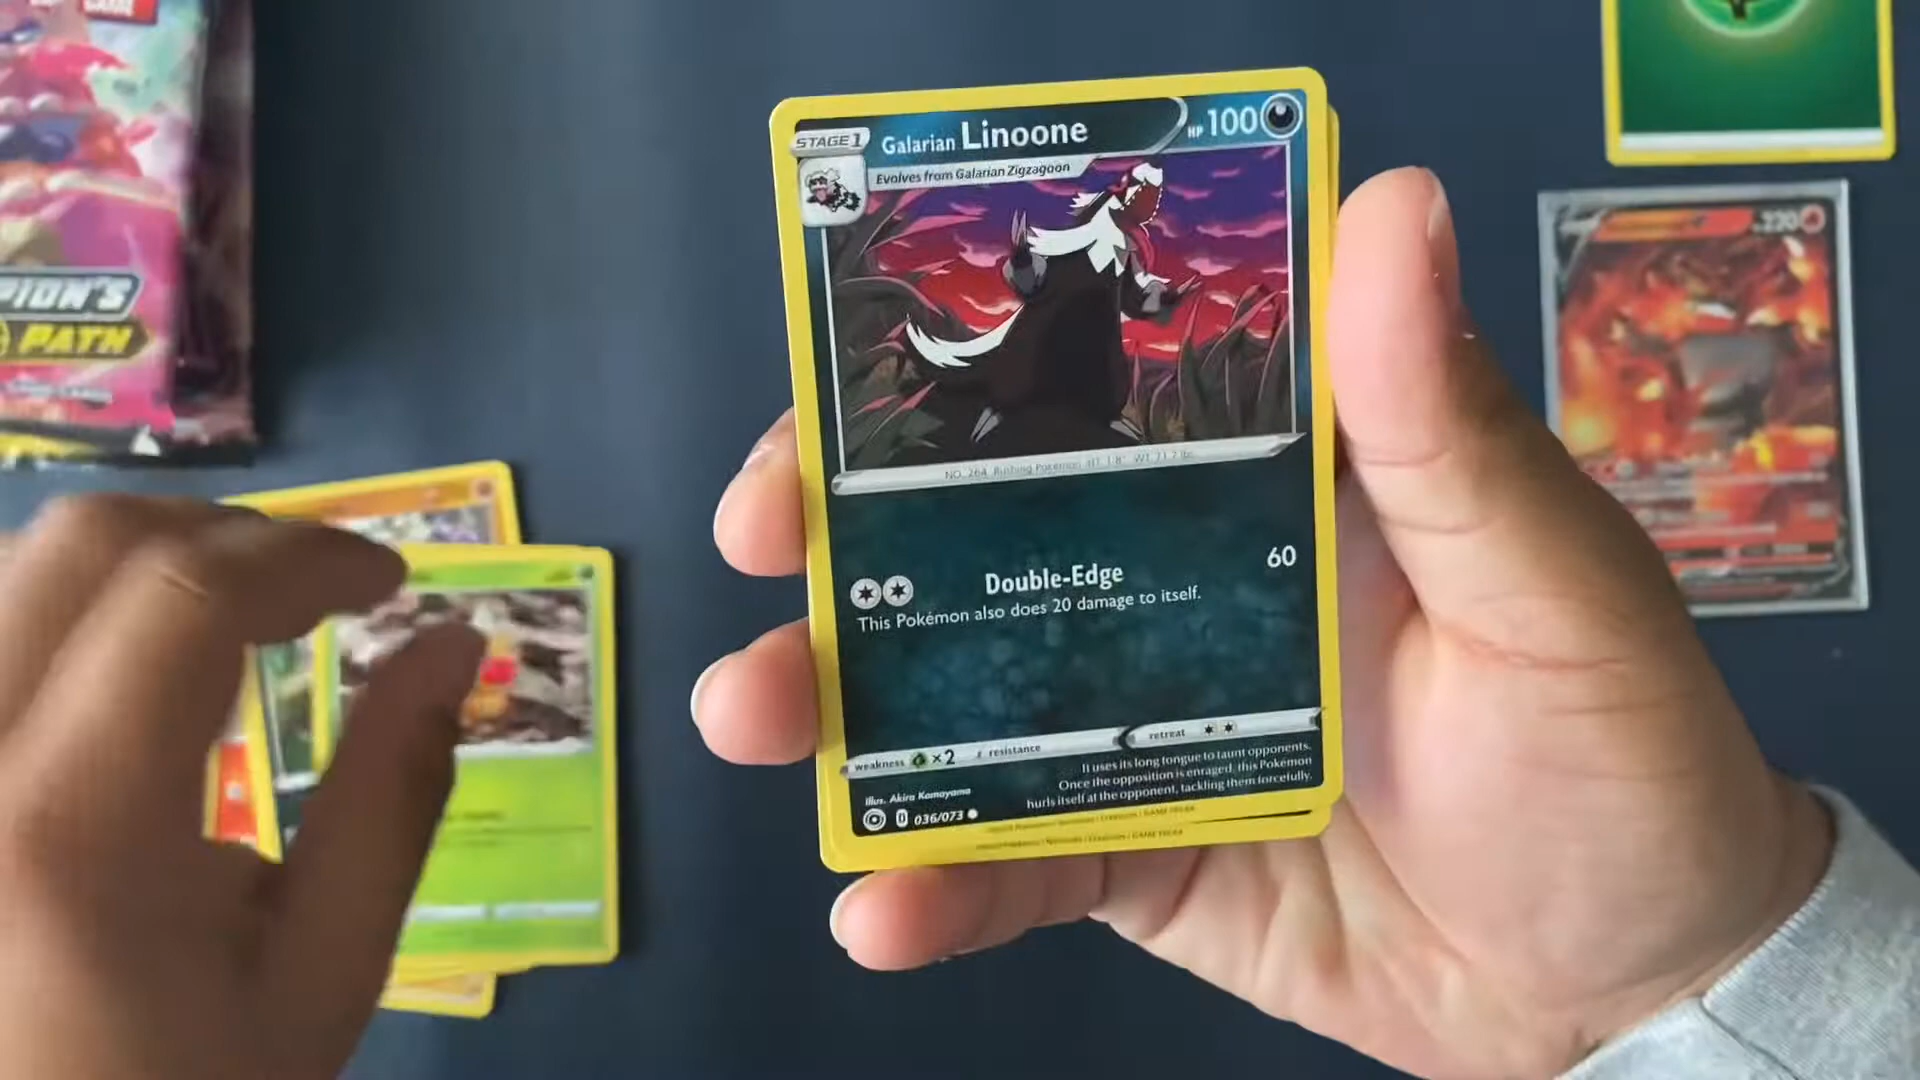 GAME
PION'S
PATH
STAGE 1
Galarian Linoone
HP 100
Evolves from Galarian Zigzagoon
NO. 264 Rushing Pokémon HT. 1'8" WT. 71.7 lbs.
Double-Edge 60
This Pokémon also does 20 damage to itself.
weakness ×2 resistance retreat
It uses its long tongue to taunt opponents.
Once the opposition is enraged, this Pokémon
hurls itself at the opponent, tackling them forcefully.
Illus. Akira Komayama
036/073
220